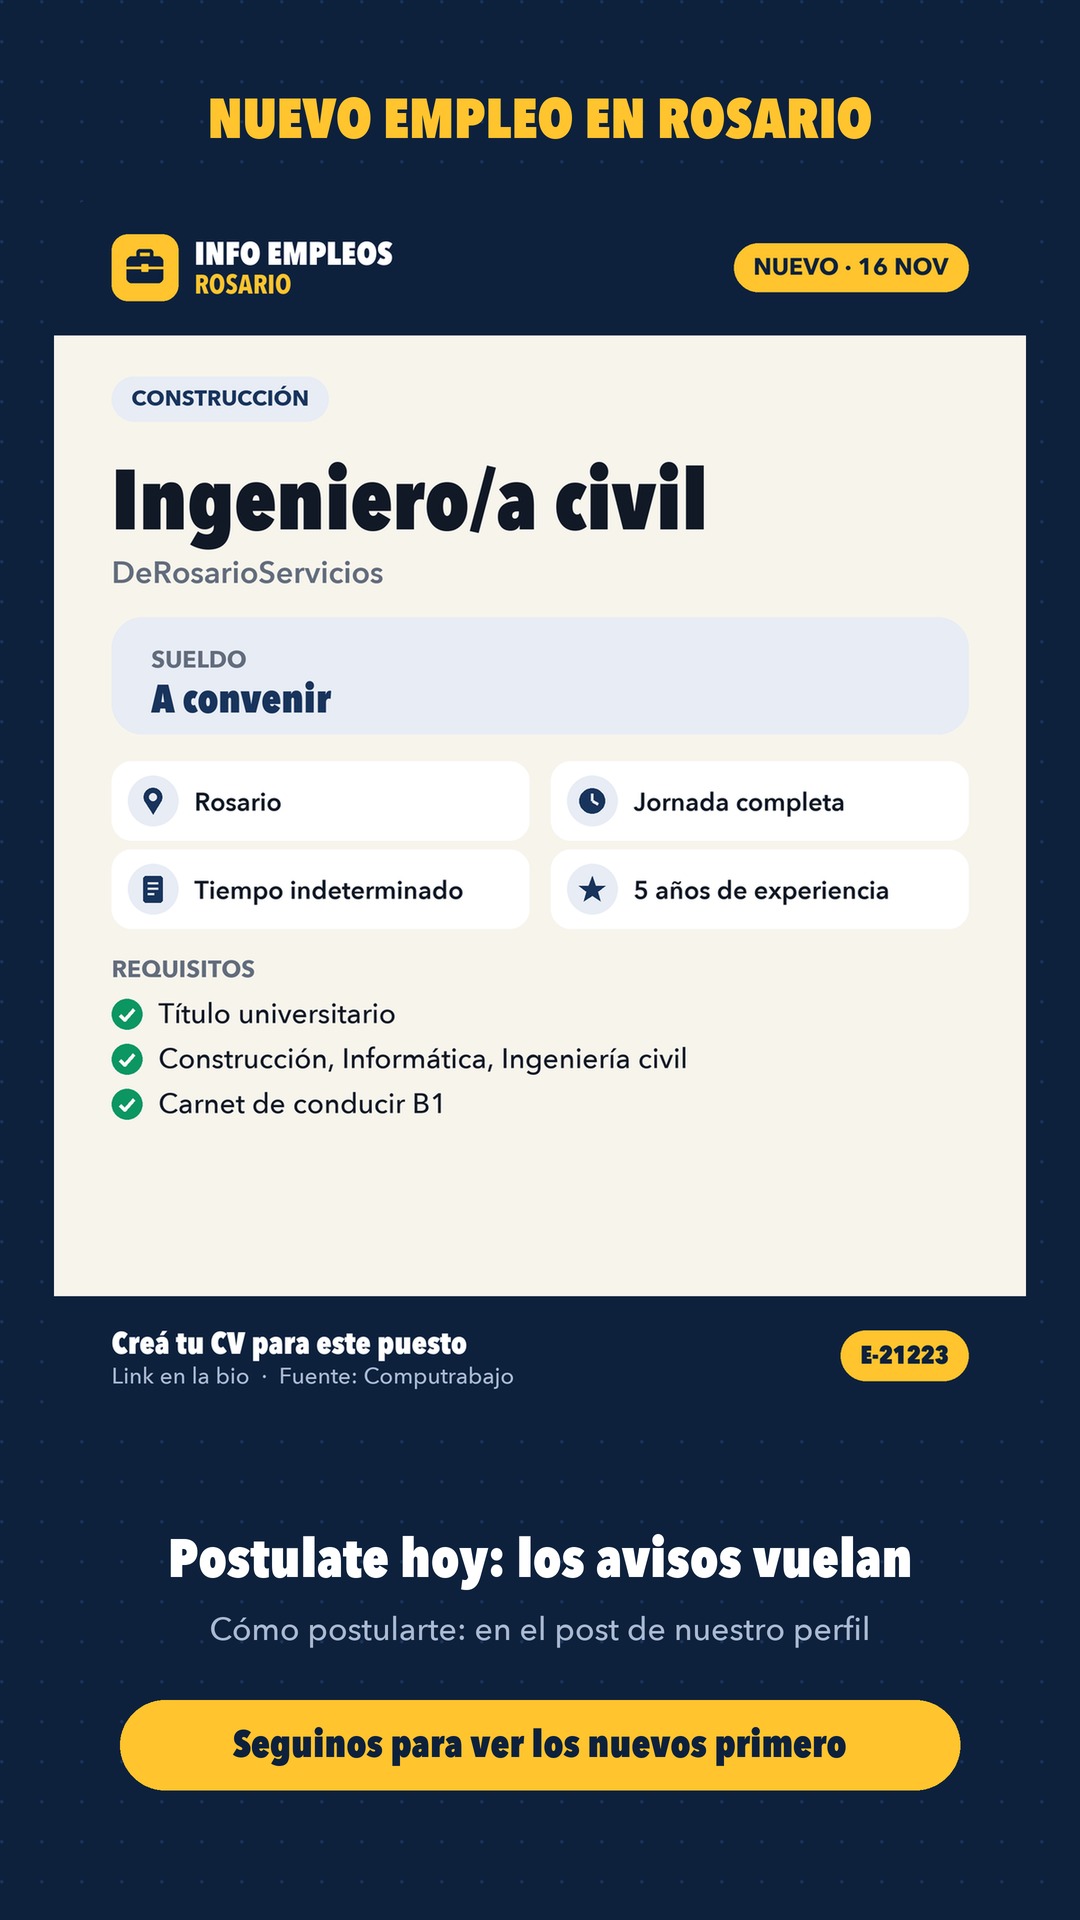 NUEVO EMPLEO EN ROSARIO
INFO EMPLEOS
ROSARIO
NUEVO · 16 NOV
CONSTRUCCIÓN
Ingeniero/a civil
DeRosarioServicios
SUELDO
A convenir
Rosario
Jornada completa
Tiempo indeterminado
5 años de experiencia
REQUISITOS
Título universitario
Construcción, Informática, Ingeniería civil
Carnet de conducir B1
Creá tu CV para este puesto
Link en la bio · Fuente: Computrabajo
E-21223
Postulate hoy: los avisos vuelan
Cómo postularte: en el post de nuestro perfil
Seguinos para ver los nuevos primero